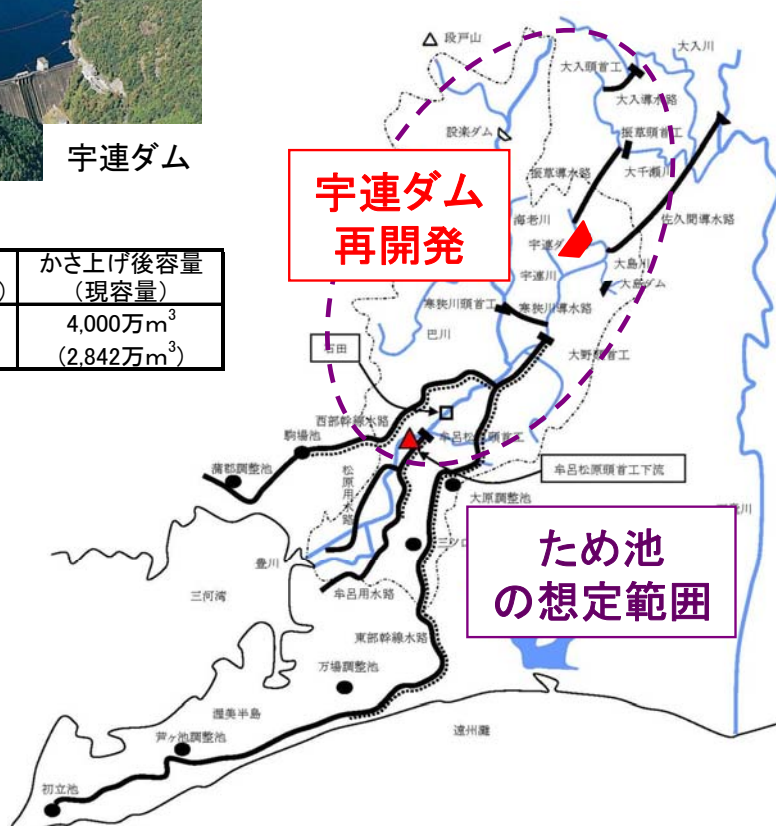 宇連ダム
)
かさ上げ後容量
(現容量)
4,000万m³
(2,842万m³)
段戸山
大入川
大入頭首工
大入導水路
設楽ダム
振草頭首工
振草導水路
大千瀬川
佐久間導水路
海老川
宇連ダム
再開発
宇連ダ
大島川
宇連川
大島ダム
寒狭川頭首工
寒狭川導水路
巴川
石田
大野頭首工
西部幹線水路
駒場池
牟呂松原頭首工
蒲郡調整池
松原用水路
牟呂松原頭首工下流
大原調整池
ため池
の想定範囲
豊川
三河湾
牟呂用水路
東部幹線水路
万場調整池
渥美半島
芦ヶ池調整池
遠州灘
初立池